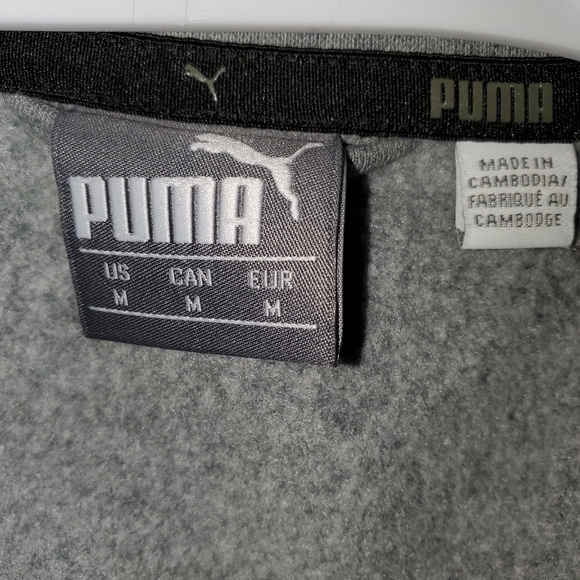 PUMA
PUMA
US CAN EUR
M M M
MADE IN
CAMBODIA/
FABRIQUÉ AU
CAMBODGE